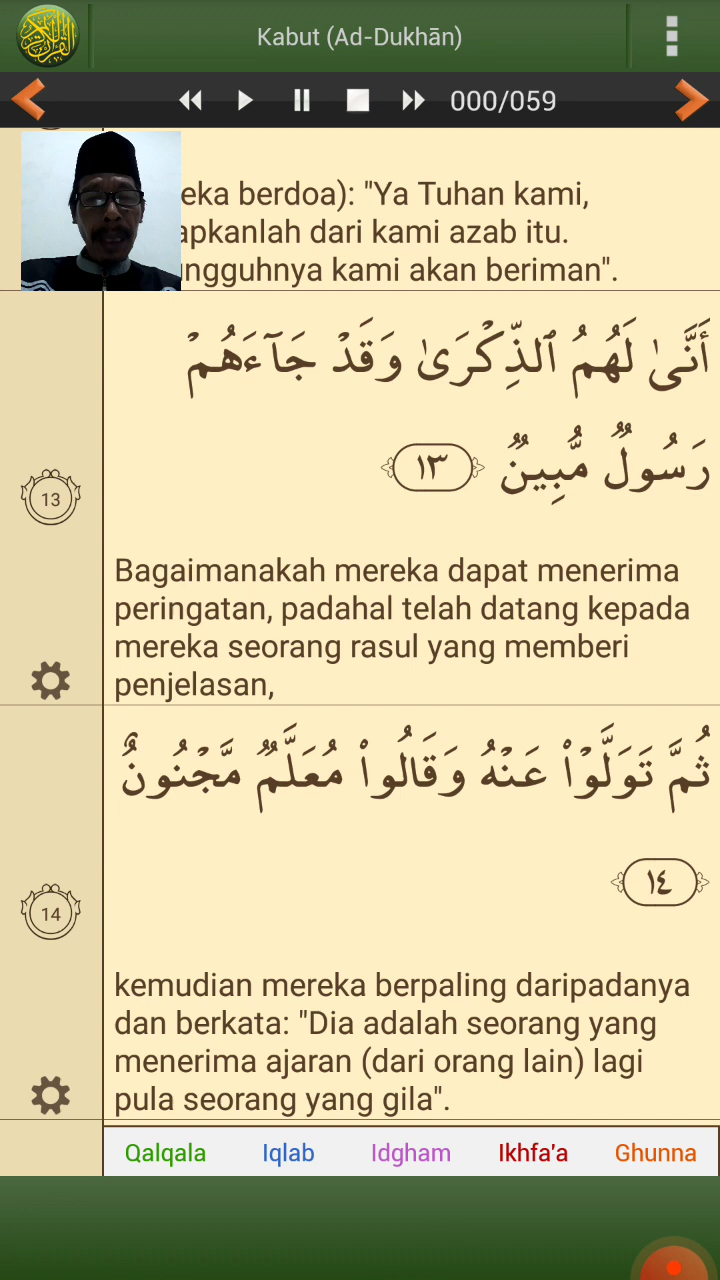 Kabut (Ad-Dukhān)
000/059
berdoa): "Ya Tuhan kami,
dari kami azab itu.
kami akan beriman".
أَنَّىٰ لَهُمُ ٱلذِّكْرَىٰ وَقَدْ جَآءَهُمْ
رَسُولٌ مُّبِينٌ ١٣
13
Bagaimanakah mereka dapat menerima
peringatan, padahal telah datang kepada
mereka seorang rasul yang memberi
penjelasan,
ثُمَّ تَوَلَّوْا۟ عَنْهُ وَقَالُوا۟ مُعَلَّمٌ مَّجْنُونٌ
١٤
14
kemudian mereka berpaling daripadanya
dan berkata: "Dia adalah seorang yang
menerima ajaran (dari orang lain) lagi
pula seorang yang gila".
Qalqala Iqlab Idgham Ikhfa'a Ghunna